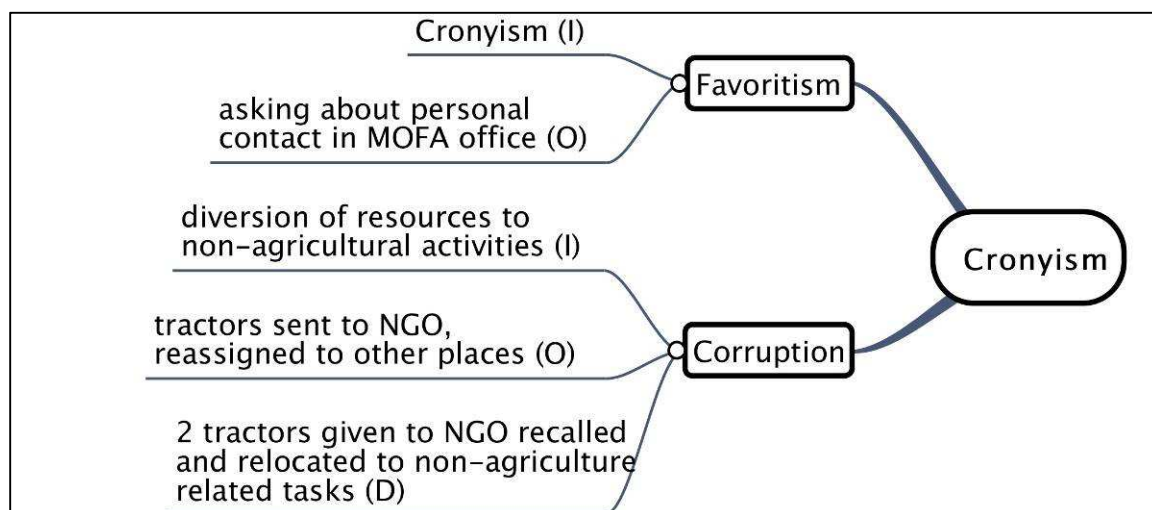 Cronyism (I)
Favoritism
asking about personal
contact in MOFA office (O)
diversion of resources to
non-agricultural activities (I)
Cronyism
tractors sent to NGO,
reassigned to other places (O)
Corruption
2 tractors given to NGO recalled
and relocated to non-agriculture
related tasks (D)